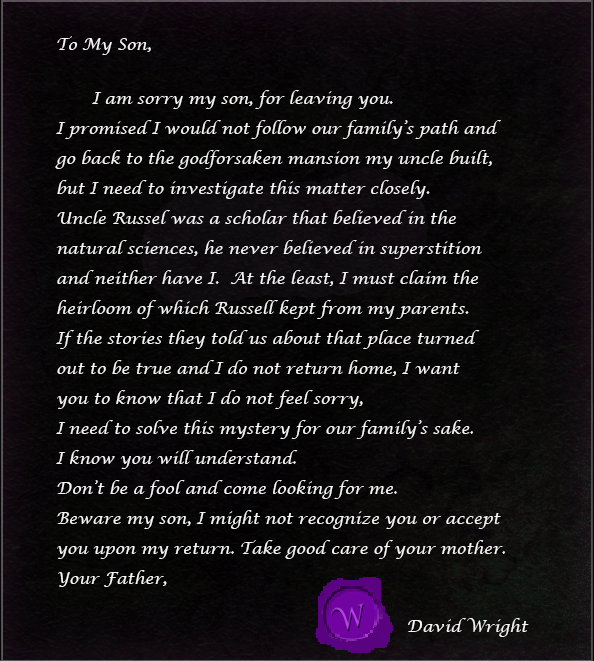 To My Son,
I am sorry my son, for leaving you.
I promised I would not follow our family's path and
go back to the godforsaken mansion my uncle built,
but I need to investigate this matter closely.
Uncle Russel was a scholar that believed in the
natural sciences, he never believed in superstition
and neither have I.  At the least, I must claim the
heirloom of which Russell kept from my parents.
If the stories they told us about that place turned
out to be true and I do not return home, I want
you to know that I do not feel sorry,
I need to solve this mystery for our family's sake.
I know you will understand.
Don't be a fool and come looking for me.
Beware my son, I might not recognize you or accept
you upon my return. Take good care of your mother.
Your Father,
W
David Wright